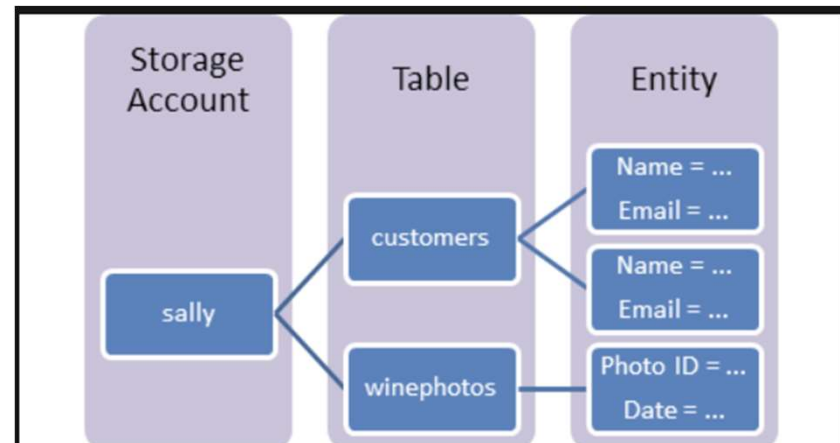 Storage
Account
Table
Entity
sally
customers
winephotos
Name = ...
Email = ...
Name = ...
Email = ...
Photo ID = ...
Date = ...